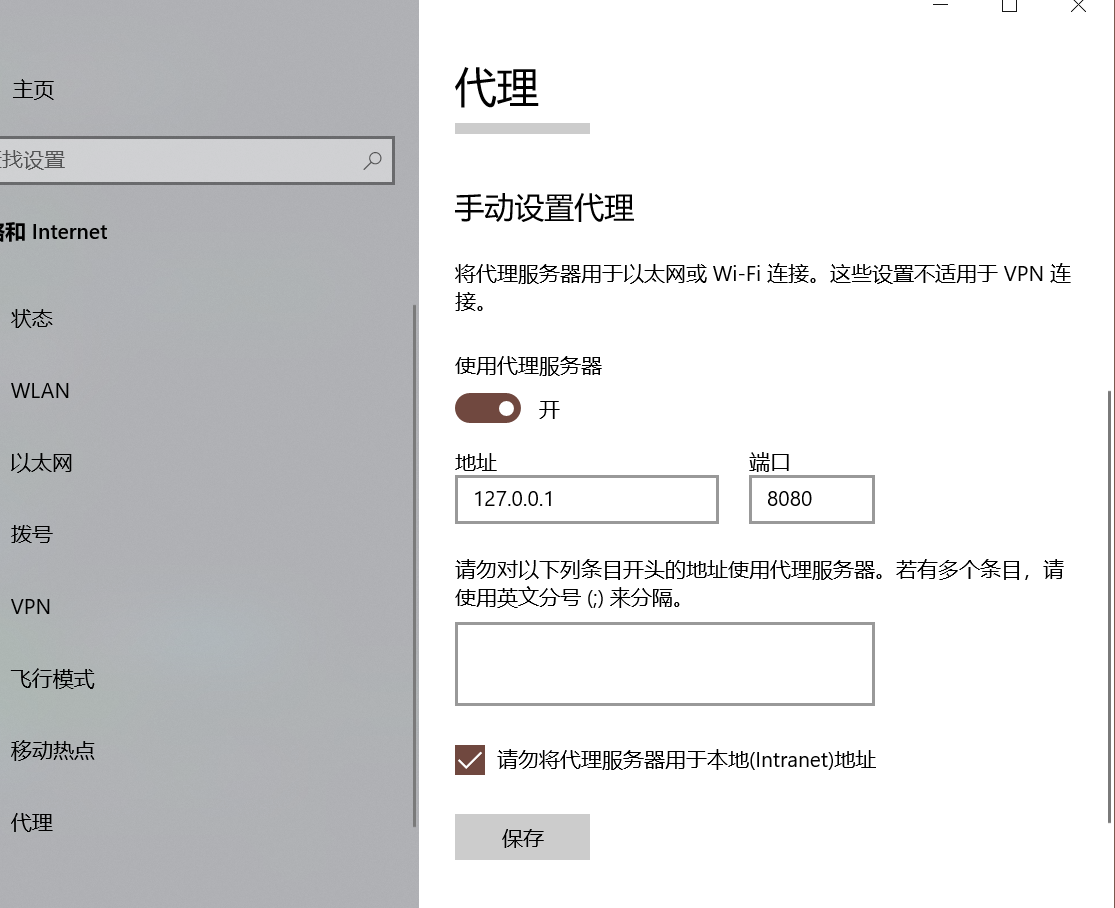 主页
找设置
和 Internet
状态
WLAN
以太网
拨号
VPN
飞行模式
移动热点
代理
代理
手动设置代理
将代理服务器用于以太网或 Wi-Fi 连接。这些设置不适用于 VPN 连
接。
使用代理服务器
开
地址 端口
127.0.0.1 8080
请勿对以下列条目开头的地址使用代理服务器。若有多个条目，请
使用英文分号 (;) 来分隔。
请勿将代理服务器用于本地(Intranet)地址
保存